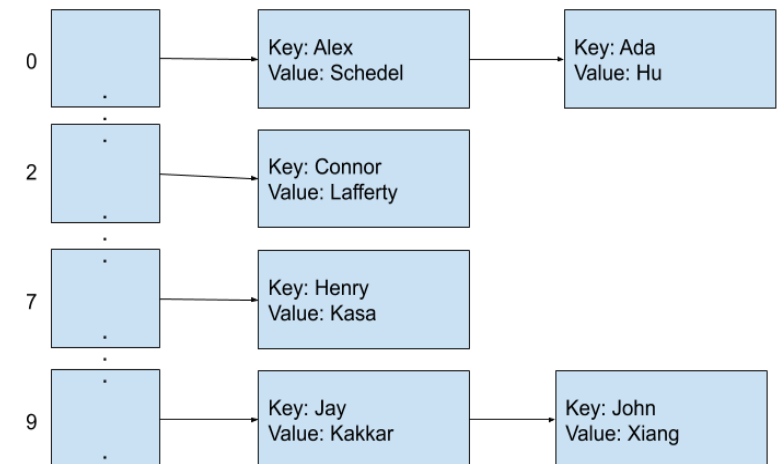 0
Key: Alex
Value: Schedel
Key: Ada
Value: Hu
2
Key: Connor
Value: Lafferty
7
Key: Henry
Value: Kasa
9
Key: Jay
Value: Kakkar
Key: John
Value: Xiang